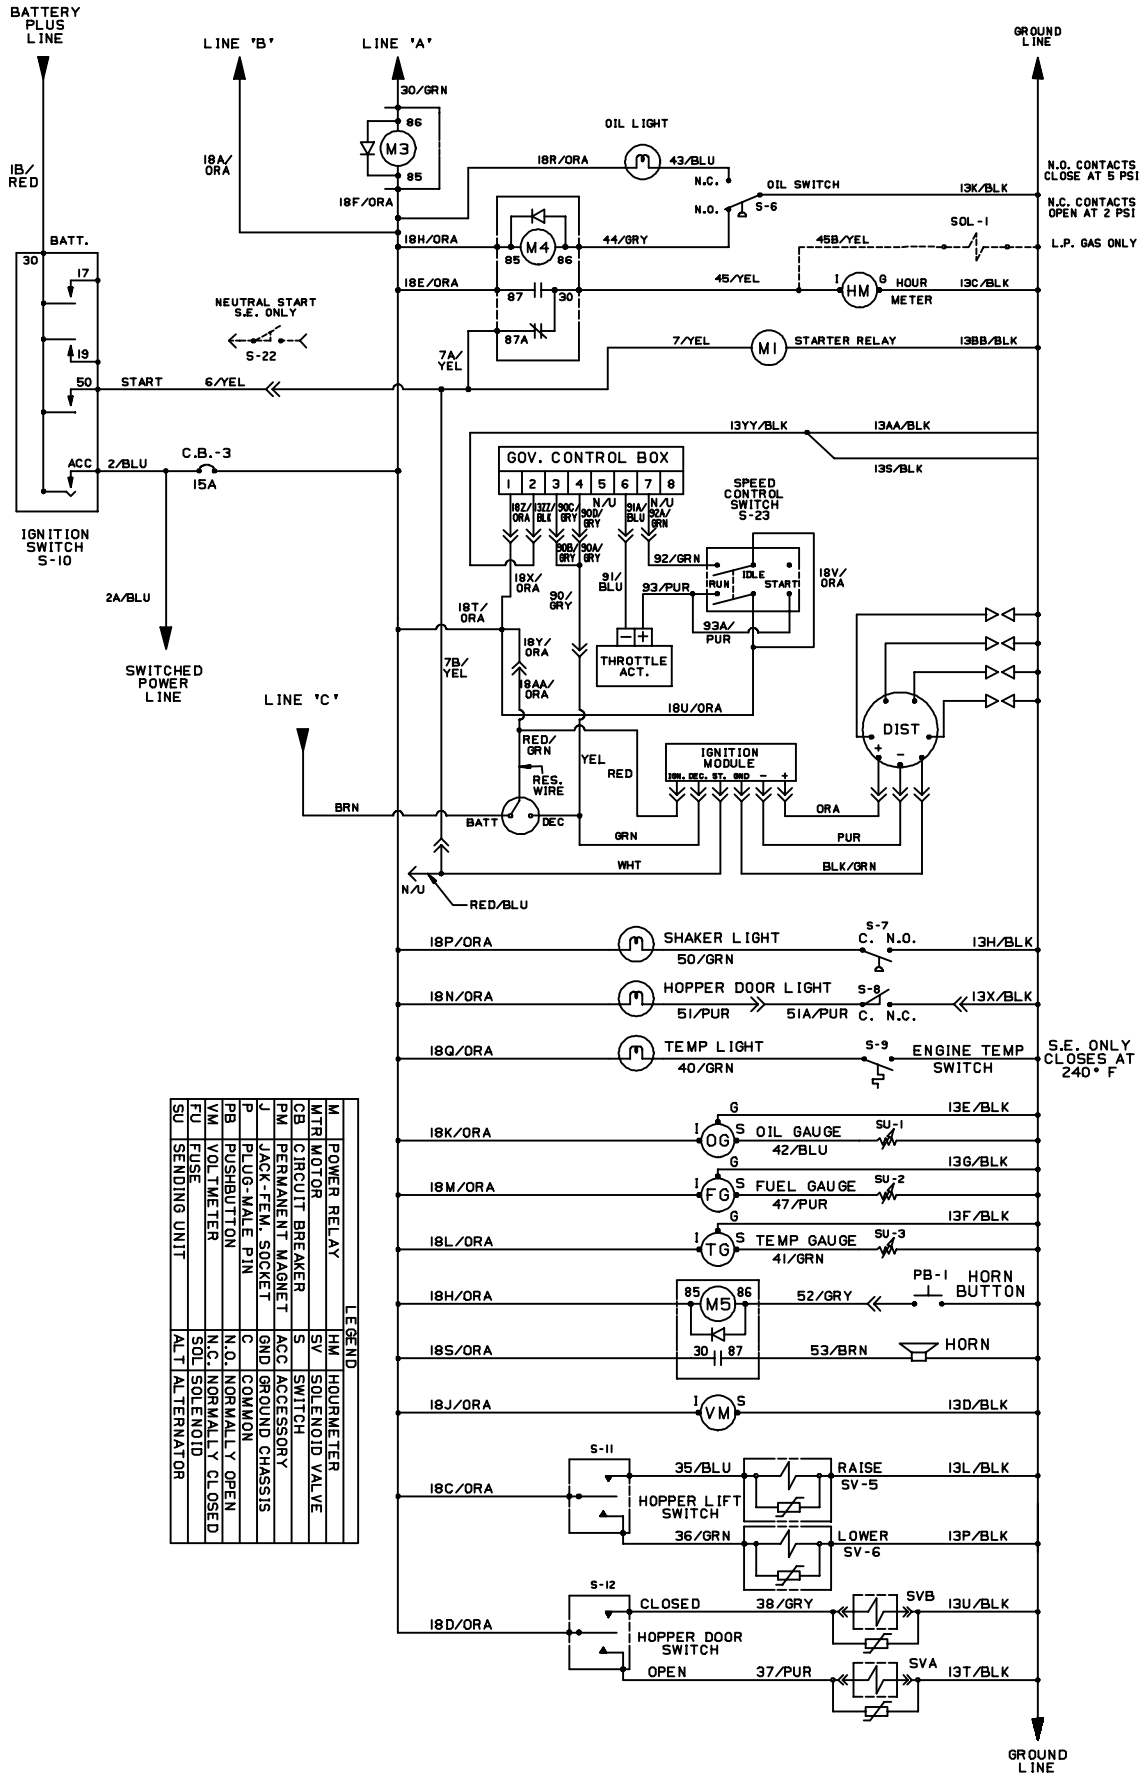 BATTERY
PLUS
LINE
LINE 'B'
LINE 'A'
GROUND
LINE
30/GRN
86
M3
85
OIL LIGHT
18A/
ORA
1B/
RED
18R/ORA
43/BLU
N.C.
OIL SWITCH
N.O.
S-6
13K/BLK
N.O. CONTACTS
CLOSE AT 5 PSI
N.C. CONTACTS
OPEN AT 2 PSI
18F/ORA
SOL-1
BATT.
18H/ORA
M4
85
86
44/GRY
45B/YEL
L.P. GAS ONLY
30
17
18E/ORA
87
30
45/YEL
I
HM
G
HOUR
METER
13C/BLK
NEUTRAL START
S.E. ONLY
S-22
87A
19
7A/
YEL
7/YEL
M1
STARTER RELAY
13BB/BLK
50
START
6/YEL
13YY/BLK
13AA/BLK
13S/BLK
ACC
2/BLU
C.B.-3
15A
GOV. CONTROL BOX
1 2 3 4 5 6 7 8
N/U
N/U
18Z/
ORA
13ZZ/
BLK
90C/
GRY
90D/
GRY
91A/
BLU
92A/
GRN
SPEED
CONTROL
SWITCH
S-23
IGNITION
SWITCH
S-10
90B/
GRY
90A/
GRY
92/GRN
IDLE
RUN
START
18V/
ORA
18X/
ORA
90/
GRY
91/
BLU
93/PUR
2A/BLU
18T/
ORA
93A/
PUR
18Y/
ORA
- +
THROTTLE
ACT.
7B/
YEL
SWITCHED
POWER
LINE
18AA/
ORA
LINE 'C'
18U/ORA
DIST
+ -
RED/
GRN
YEL
RED
IGNITION
MODULE
IGN. DEC. ST. GND - +
RES.
WIRE
BRN
BATT
DEC
ORA
GRN
PUR
WHT
BLK/GRN
N/U
RED/BLU
18P/ORA
SHAKER LIGHT
50/GRN
S-7
C. N.O.
13H/BLK
18N/ORA
HOPPER DOOR LIGHT
51/PUR
51A/PUR
S-8
C. N.C.
13X/BLK
18Q/ORA
TEMP LIGHT
40/GRN
S-9
ENGINE TEMP
SWITCH
S.E. ONLY
CLOSES AT
240° F
G
13E/BLK
18K/ORA
I
OG
S
OIL GAUGE
42/BLU
SU-1
G
13G/BLK
18M/ORA
I
FG
S
FUEL GAUGE
47/PUR
SU-2
G
13F/BLK
18L/ORA
I
TG
S
TEMP GAUGE
41/GRN
SU-3
18H/ORA
85
M5
86
52/GRY
PB-1
HORN
BUTTON
18S/ORA
30
87
53/BRN
HORN
18J/ORA
I
VM
S
13D/BLK
S-11
18C/ORA
35/BLU
HOPPER LIFT
SWITCH
RAISE
SV-5
13L/BLK
36/GRN
LOWER
SV-6
13P/BLK
S-12
18D/ORA
CLOSED
38/GRY
SVB
13U/BLK
HOPPER DOOR
SWITCH
OPEN
37/PUR
SVA
13T/BLK
GROUND
LINE
LEGEND
M POWER RELAY HM HOURMETER
MTR MOTOR SV SOLENOID VALVE
CB CIRCUIT BREAKER S SWITCH
PM PERMANENT MAGNET ACC ACCESSORY
J JACK-FEM. SOCKET GND GROUND CHASSIS
P PLUG-MALE PIN C COMMON
PB PUSHBUTTON N.O. NORMALLY OPEN
VM VOLTMETER N.C. NORMALLY CLOSED
FU FUSE SOL SOLENOID
SU SENDING UNIT ALT ALTERNATOR